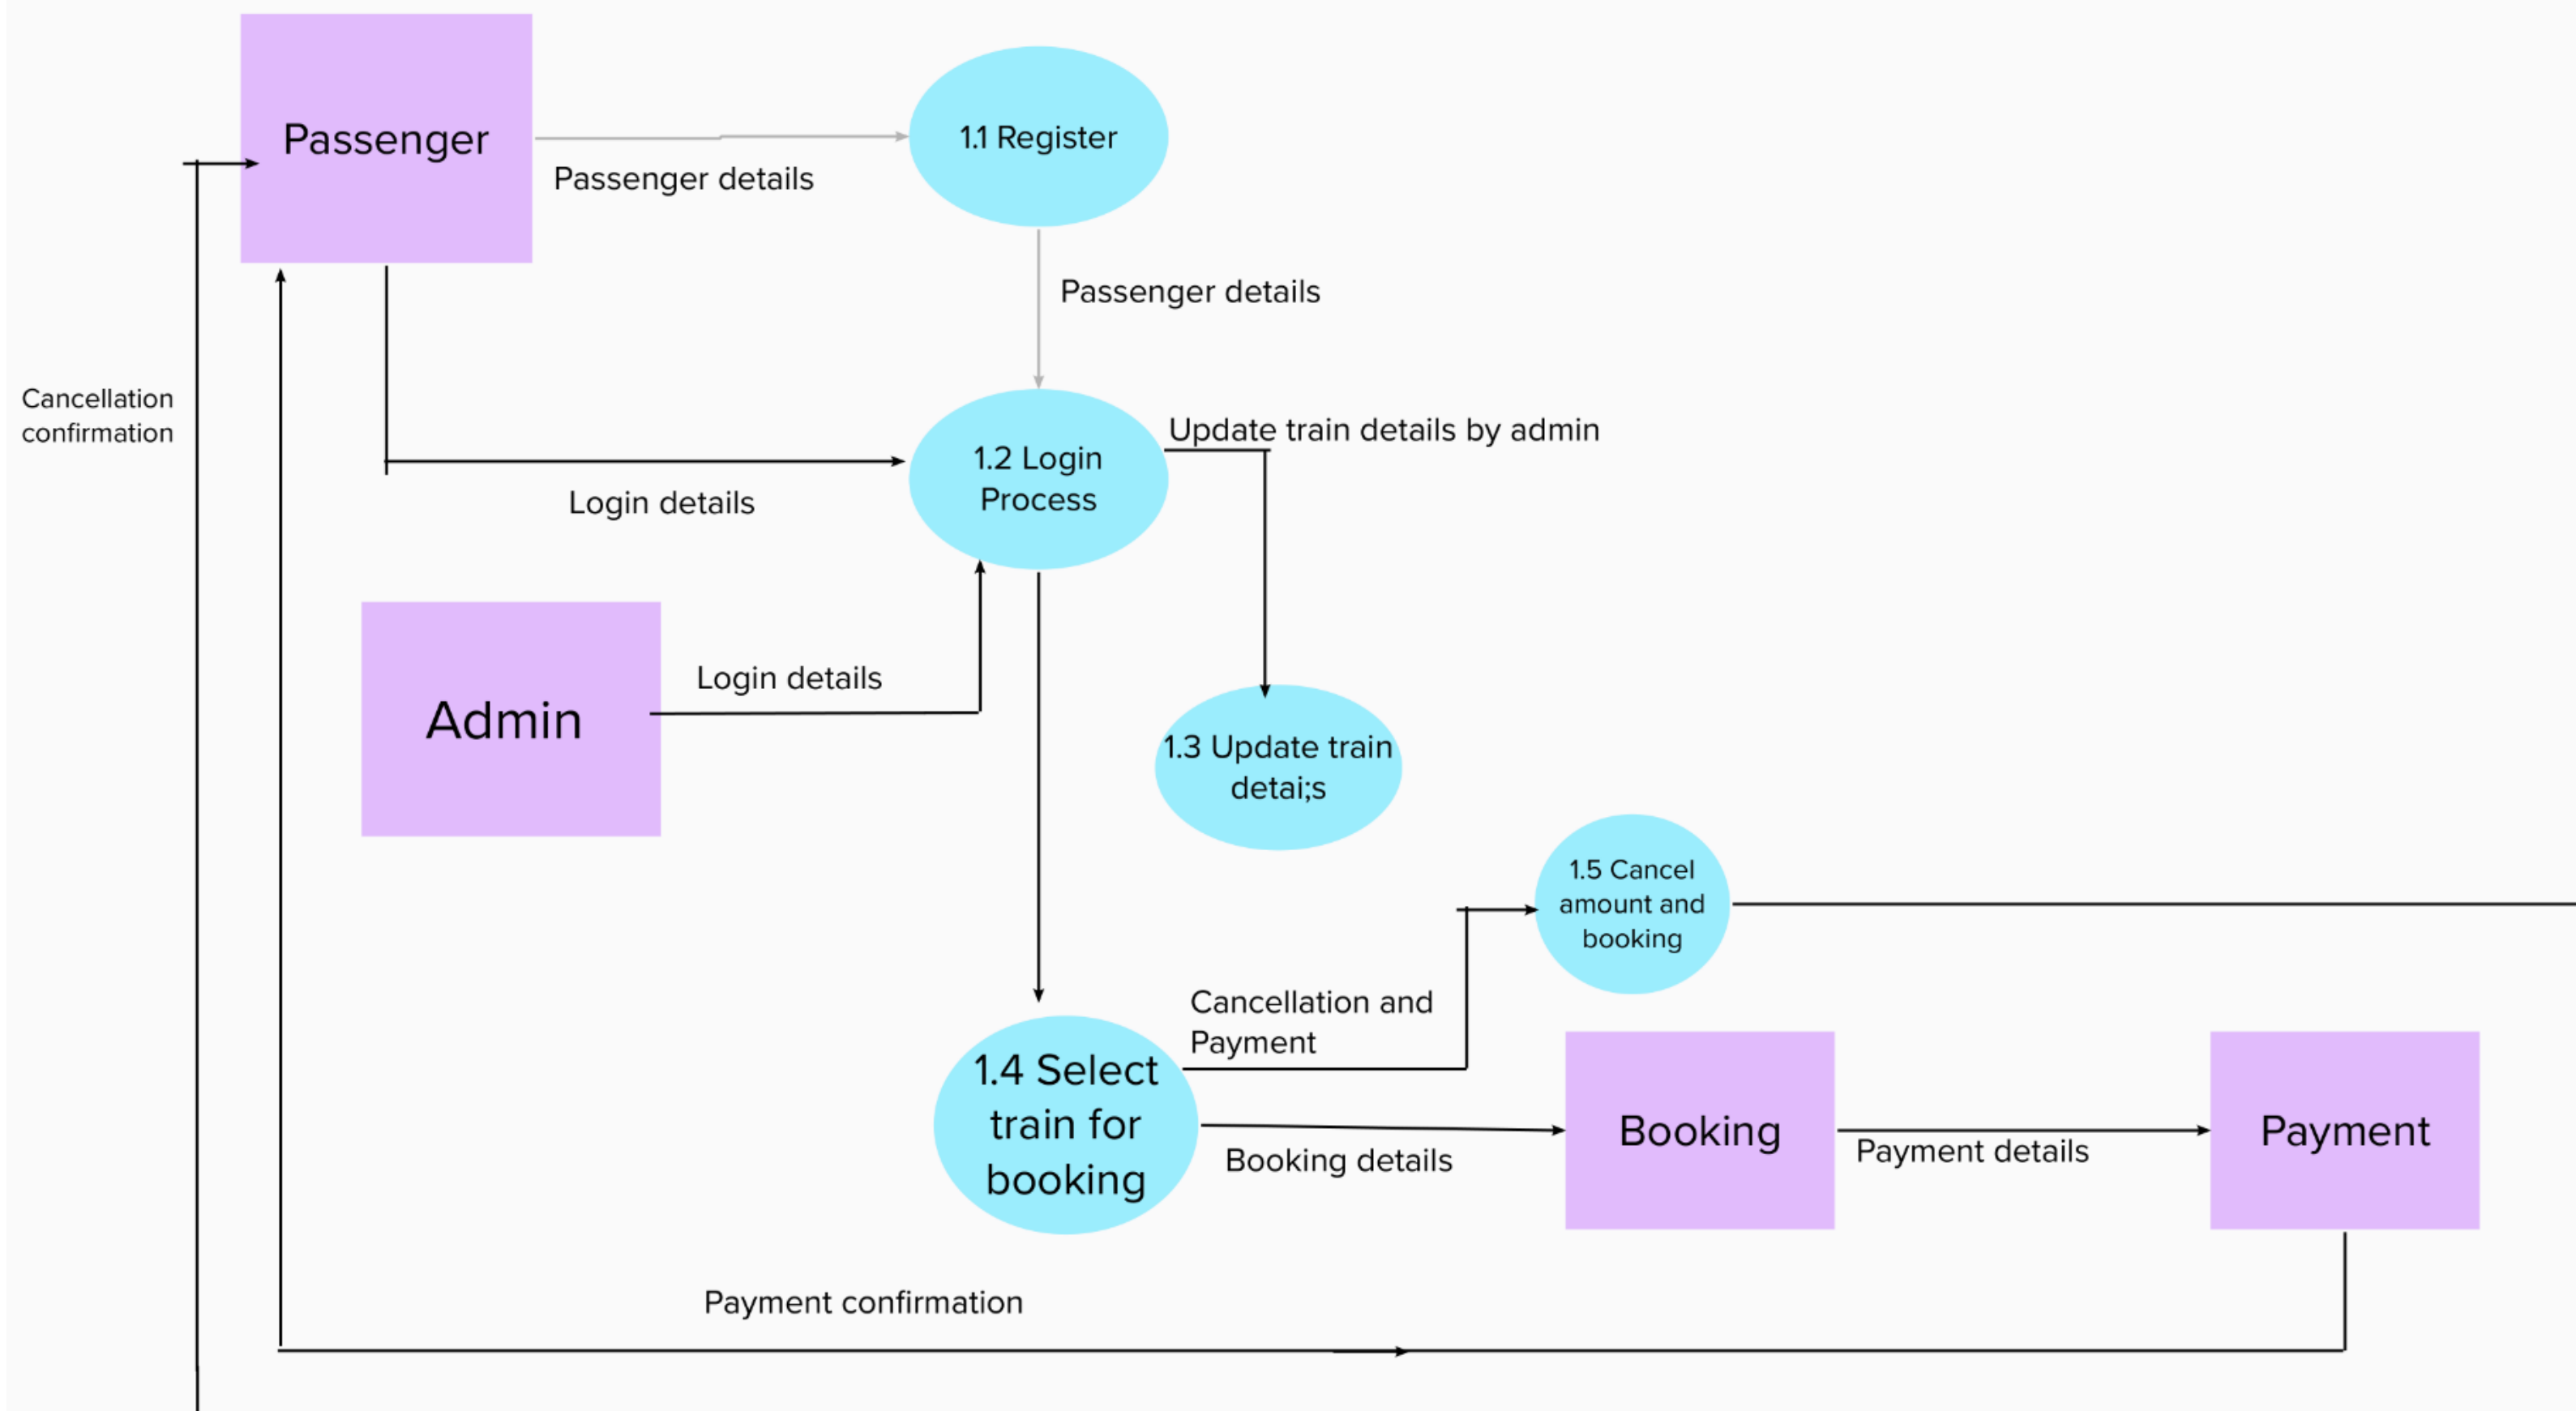 Passenger
1.1 Register
Passenger details
Passenger details
Cancellation
confirmation
Update train details by admin
1.2 Login
Process
Login details
Login details
Admin
1.3 Update train
detai;s
1.5 Cancel
amount and
booking
Cancellation and
Payment
1.4 Select
train for
booking
Booking details
Booking
Payment details
Payment
Payment confirmation